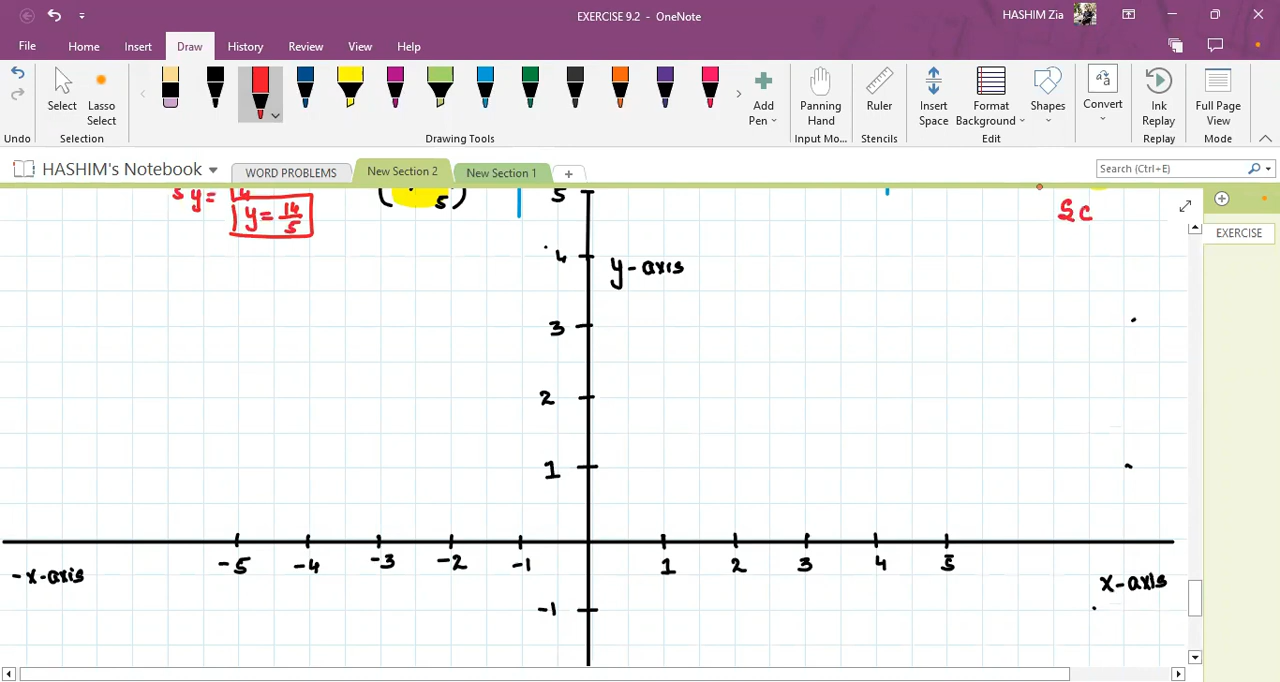 EXERCISE 9.2 - OneNote
HASHIM Zia
File Home Insert Draw History Review View Help
Undo
Select
Lasso Select
Selection
Drawing Tools
Add Pen
Panning Hand
Input Mo...
Ruler
Stencils
Insert Space
Format Background
Shapes
Edit
Convert
Ink Replay
Replay
Full Page View
Mode
HASHIM's Notebook
WORD PROBLEMS
New Section 2
New Section 1
Search (Ctrl+E)
EXERCISE
y = 14/5
5
4
y-axis
3
2
1
-5 -4 -3 -2 -1 1 2 3 4 5
-x-axis
x-axis
-1